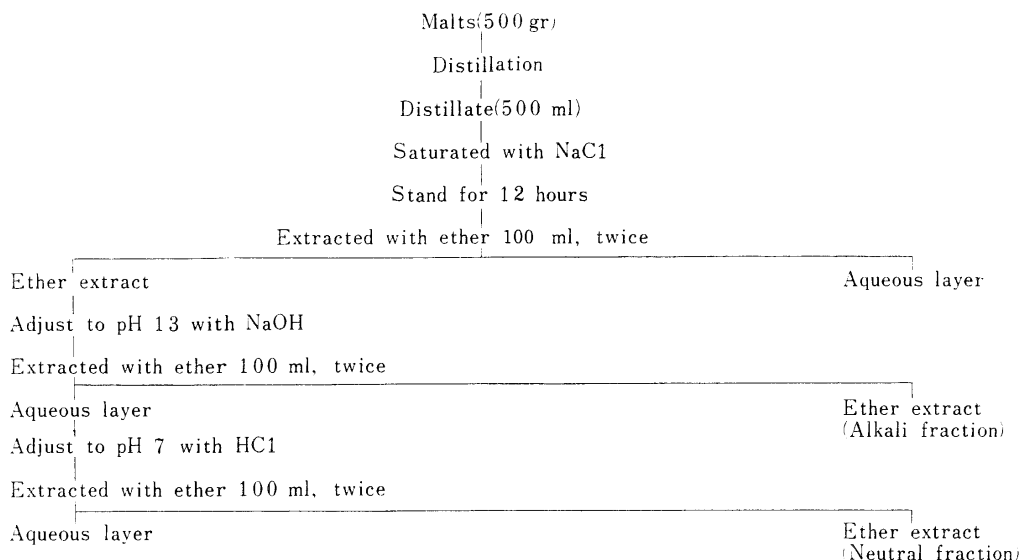 Malts(500 gr)
Distillation
Distillate(500 ml)
Saturated with NaCl
Stand for 12 hours
Extracted with ether 100 ml, twice
Ether extract
Aqueous layer
Adjust to pH 13 with NaOH
Extracted with ether 100 ml, twice
Aqueous layer
Ether extract
(Alkali fraction)
Adjust to pH 7 with HCl
Extracted with ether 100 ml, twice
Aqueous layer
Ether extract
(Neutral fraction)